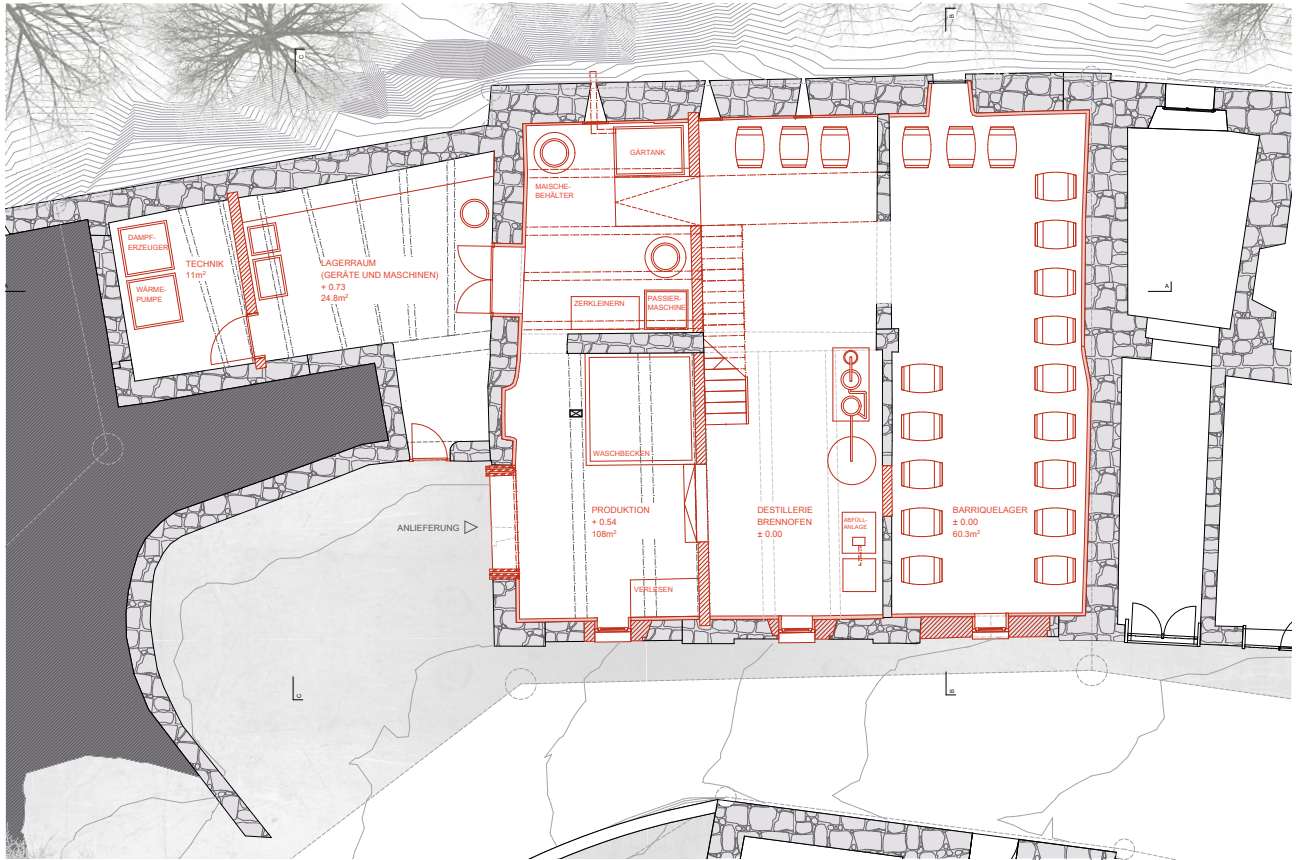 C
B
GÄRTANK
MAISCHE-
BEHÄLTER
DAMPF-
ERZEUGER
TECHNIK
11m²
WÄRME-
PUMPE
LAGERRAUM
(GERÄTE UND MASCHINEN)
+ 0.73
24.8m²
ZERKLEINERN
PASSIER-
MASCHINE
A
A
WASCHBECKEN
ANLIEFERUNG
PRODUKTION
+ 0.54
108m²
DESTILLERIE
BRENNOFEN
± 0.00
ABFÜLL-
ANLAGE
BARRIQUELAGER
± 0.00
60.3m²
VERLESEN
C
B